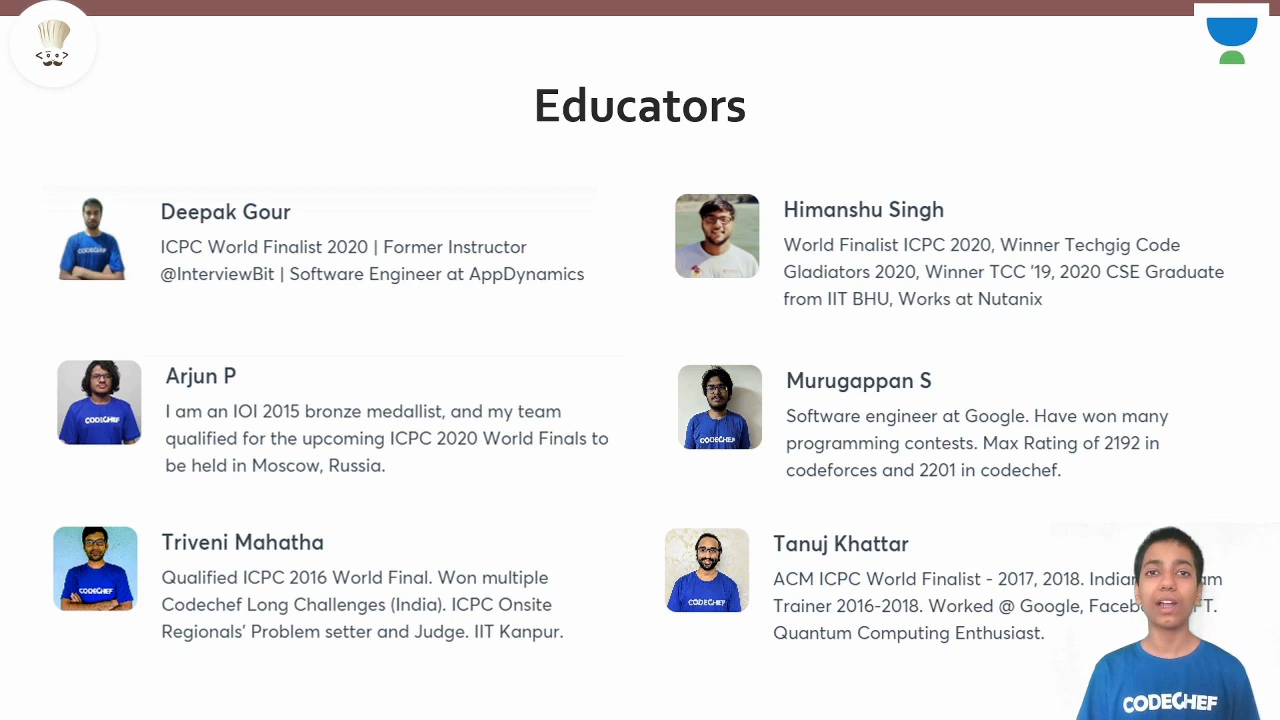 Educators
Deepak Gour
ICPC World Finalist 2020 | Former Instructor
@InterviewBit | Software Engineer at AppDynamics
Himanshu Singh
World Finalist ICPC 2020, Winner Techgig Code
Gladiators 2020, Winner TCC '19, 2020 CSE Graduate
from IIT BHU, Works at Nutanix
Arjun P
I am an IOI 2015 bronze medallist, and my team
qualified for the upcoming ICPC 2020 World Finals to
be held in Moscow, Russia.
Murugappan S
Software engineer at Google. Have won many
programming contests. Max Rating of 2192 in
codeforces and 2201 in codechef.
Triveni Mahatha
Qualified ICPC 2016 World Final. Won multiple
Codechef Long Challenges (India). ICPC Onsite
Regionals' Problem setter and Judge. IIT Kanpur.
Tanuj Khattar
ACM ICPC World Finalist - 2017, 2018. Indian
Trainer 2016-2018. Worked @ Google,
Quantum Computing Enthusiast.
CODECHEF
CODECHEF
CODECHEF
CODECHEF
CODECHEF
CODECHEF